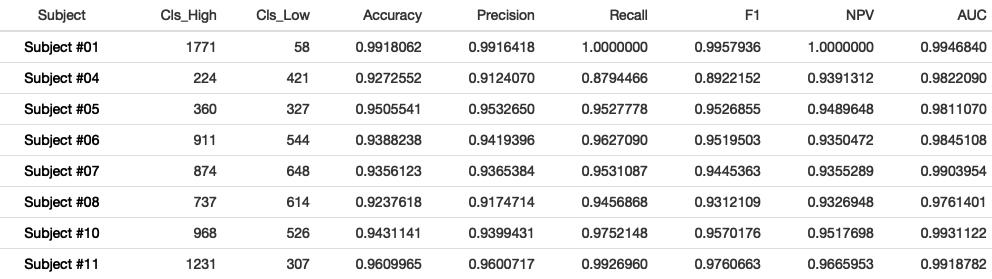 Subject Cls_High Cls_Low Accuracy Precision Recall F1 NPV AUC
Subject #01 1771 58 0.9918062 0.9916418 1.0000000 0.9957936 1.0000000 0.9946840
Subject #04 224 421 0.9272552 0.9124070 0.8794466 0.8922152 0.9391312 0.9822090
Subject #05 360 327 0.9505541 0.9532650 0.9527778 0.9526855 0.9489648 0.9811070
Subject #06 911 544 0.9388238 0.9419396 0.9627090 0.9519503 0.9350472 0.9845108
Subject #07 874 648 0.9356123 0.9365384 0.9531087 0.9445363 0.9355289 0.9903954
Subject #08 737 614 0.9237618 0.9174714 0.9456868 0.9312109 0.9326948 0.9761401
Subject #10 968 526 0.9431141 0.9399431 0.9752148 0.9570176 0.9517698 0.9931122
Subject #11 1231 307 0.9609965 0.9600717 0.9926960 0.9760663 0.9665953 0.9918782